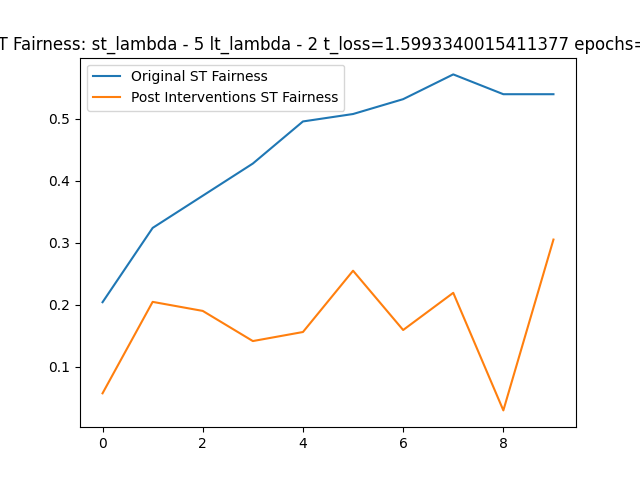 T Fairness: st_lambda - 5 lt_lambda - 2 t_loss=1.5993340015411377 epochs=
Original ST Fairness
Post Interventions ST Fairness
0.5
0.4
0.3
0.2
0.1
0 2 4 6 8